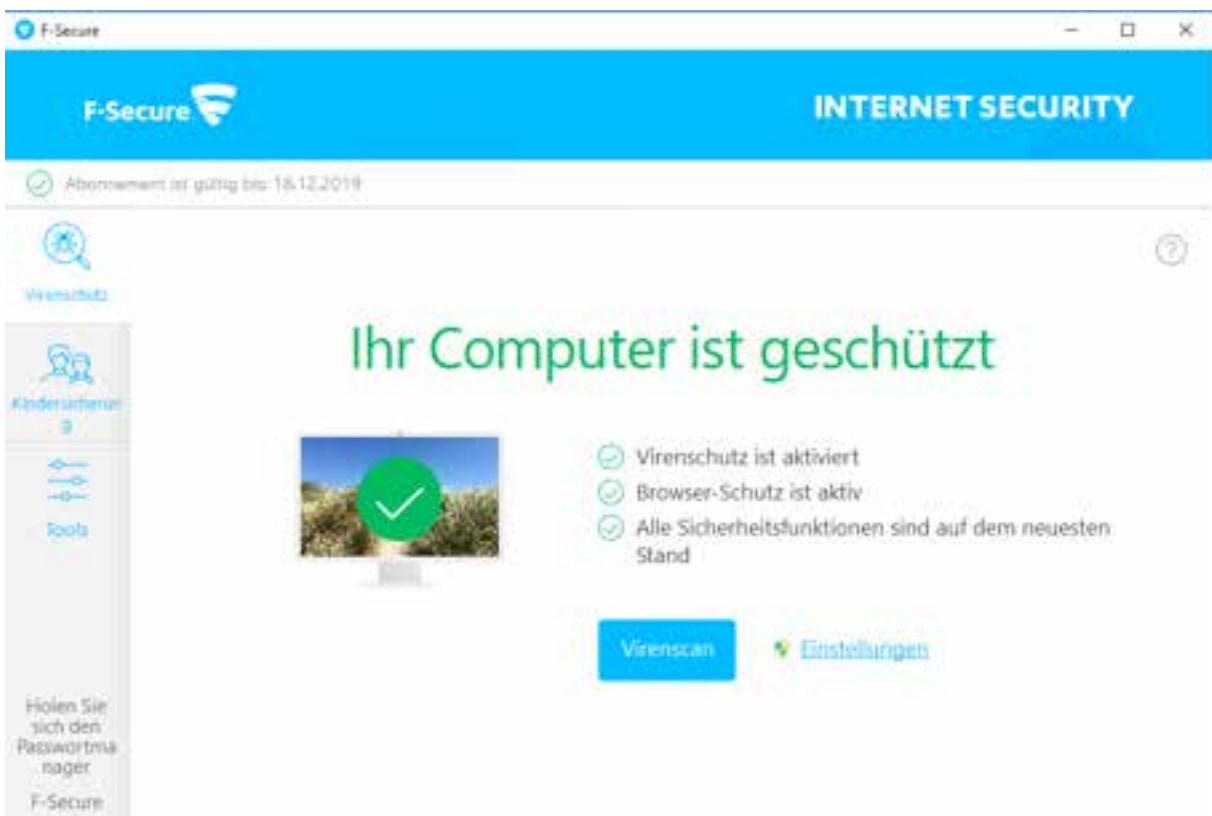 F-Secure
F-Secure
INTERNET SECURITY
Abonnement ist gültig bis: 18.12.2019
Virenschutz
Kindersicherun
g
Tools
Holen Sie
sich den
Passwortma
nager
F-Secure
Ihr Computer ist geschützt
Virenschutz ist aktiviert
Browser-Schutz ist aktiv
Alle Sicherheitsfunktionen sind auf dem neuesten
Stand
Virenscan
Einstellungen